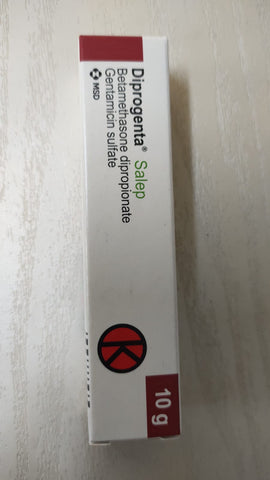 Diprogenta® Salep
Betamethasone dipropionate
Gentamicin sulfate
MSD
K
10 g